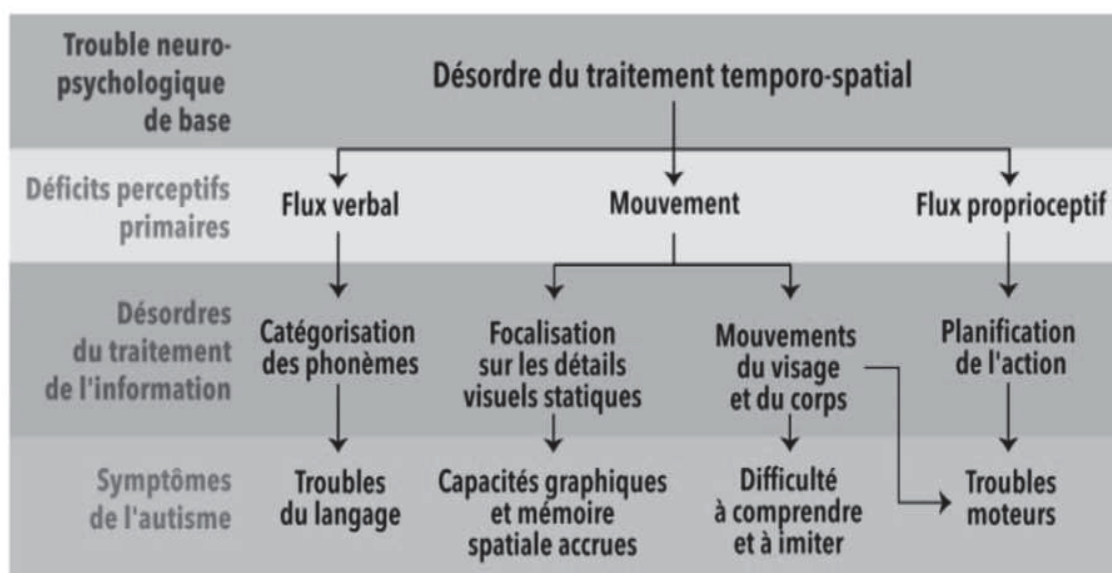 Trouble neuro-
psychologique
de base
Désordre du traitement temporo-spatial
Déficits perceptifs
primaires
Flux verbal
Mouvement
Flux proprioceptif
Désordres
du traitement
de l'information
Catégorisation
des phonèmes
Focalisation
sur les détails
visuels statiques
Mouvements
du visage
et du corps
Planification
de l'action
Symptômes
de l'autisme
Troubles
du langage
Capacités graphiques
et mémoire
spatiale accrues
Difficulté
à comprendre
et à imiter
Troubles
moteurs